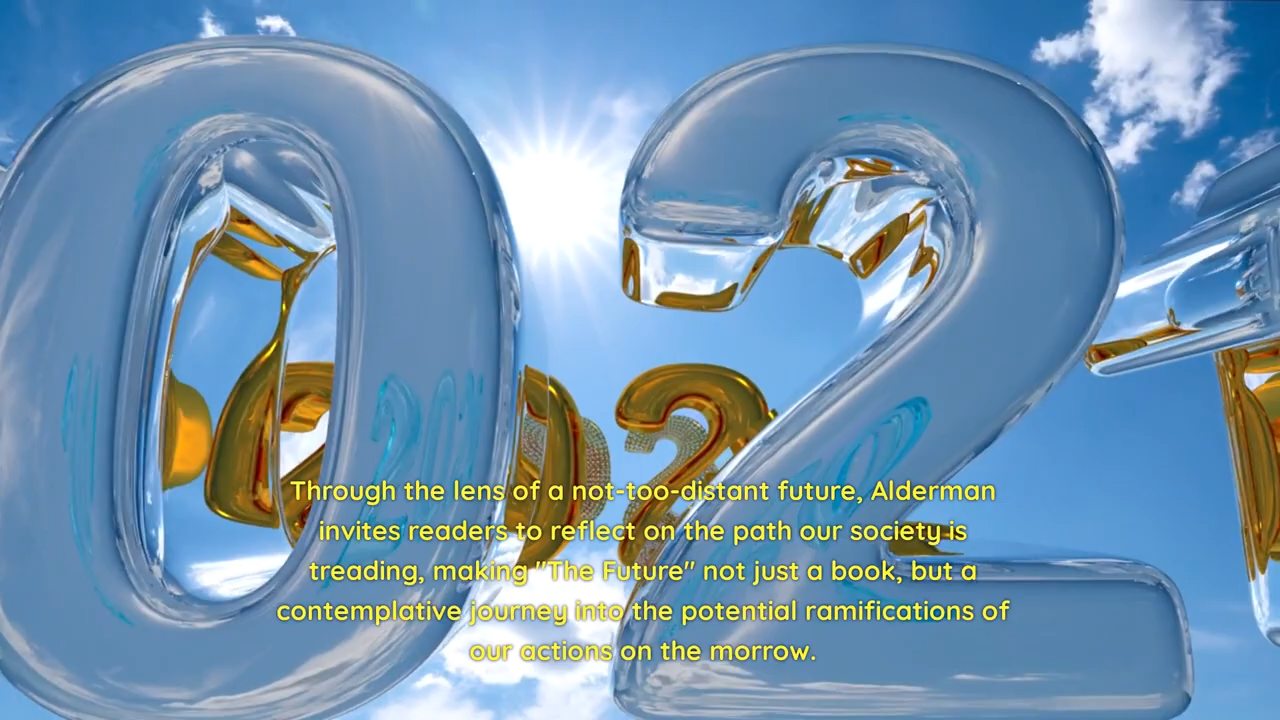 02
202
Through the lens of a not-too-distant future, Alderman
invites readers to reflect on the path our society is
treading, making "The Future" not just a book, but a
contemplative journey into the potential ramifications of
our actions on the morrow.